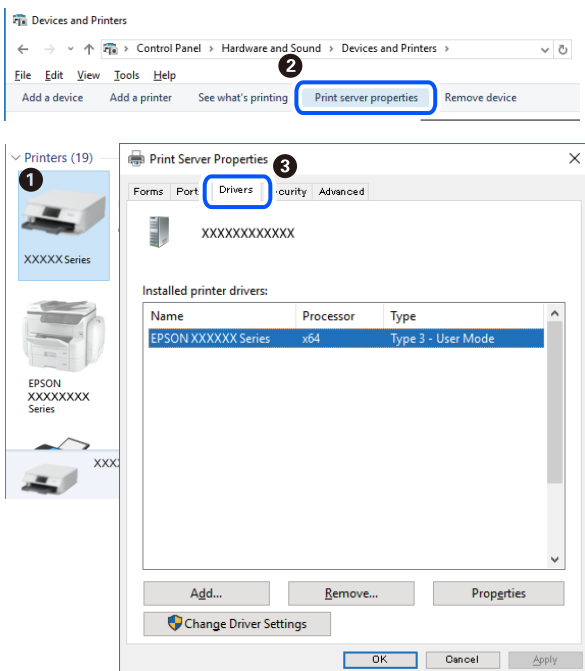 Devices and Printers
Control Panel > Hardware and Sound > Devices and Printers >
2
File Edit View Tools Help
Add a device Add a printer See what's printing Print server properties Remove device
Printers (19)
1
XXXXX Series
EPSON
XXXXXXXX
Series
XXX
Print Server Properties
3
Forms Port Drivers curity Advanced
XXXXXXXXXXXX
Installed printer drivers:
Name Processor Type
EPSON XXXXXX Series x64 Type 3 - User Mode
Add... Remove... Properties
Change Driver Settings
OK Cancel Apply